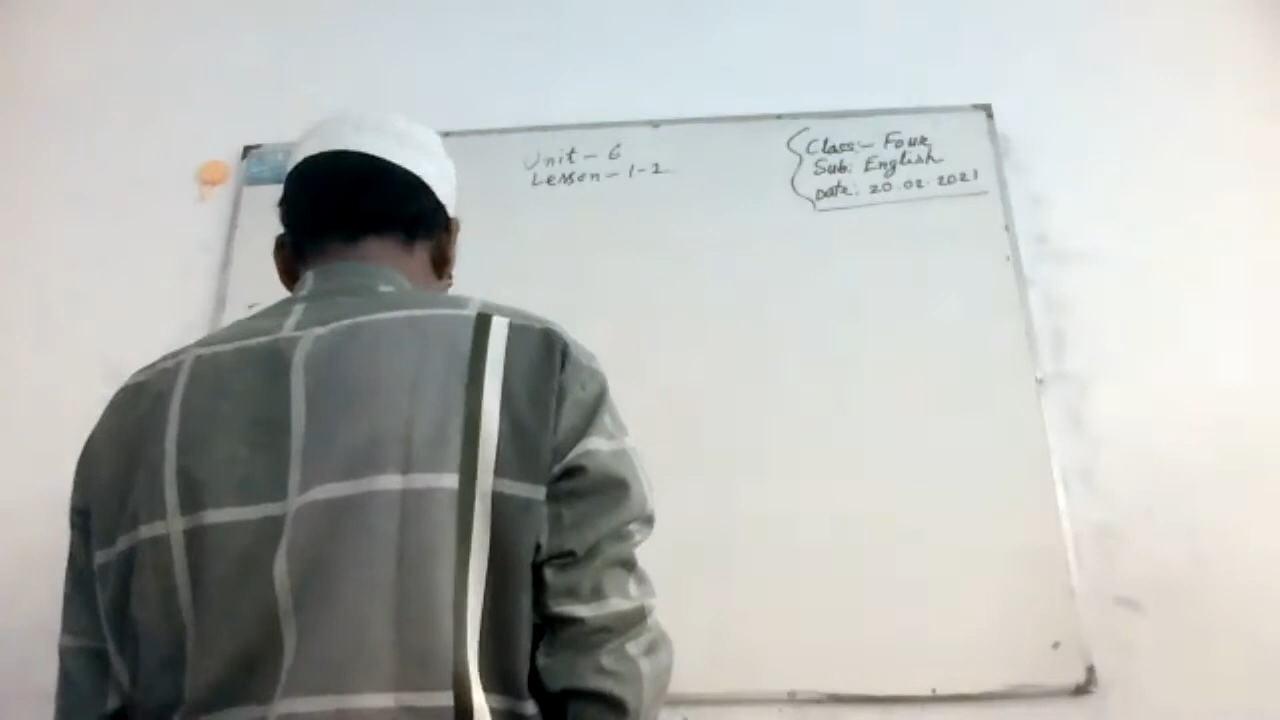 Unit - 6
Lesson - 1-2
Class:- Four
Sub: English
Date: 20.02.2021